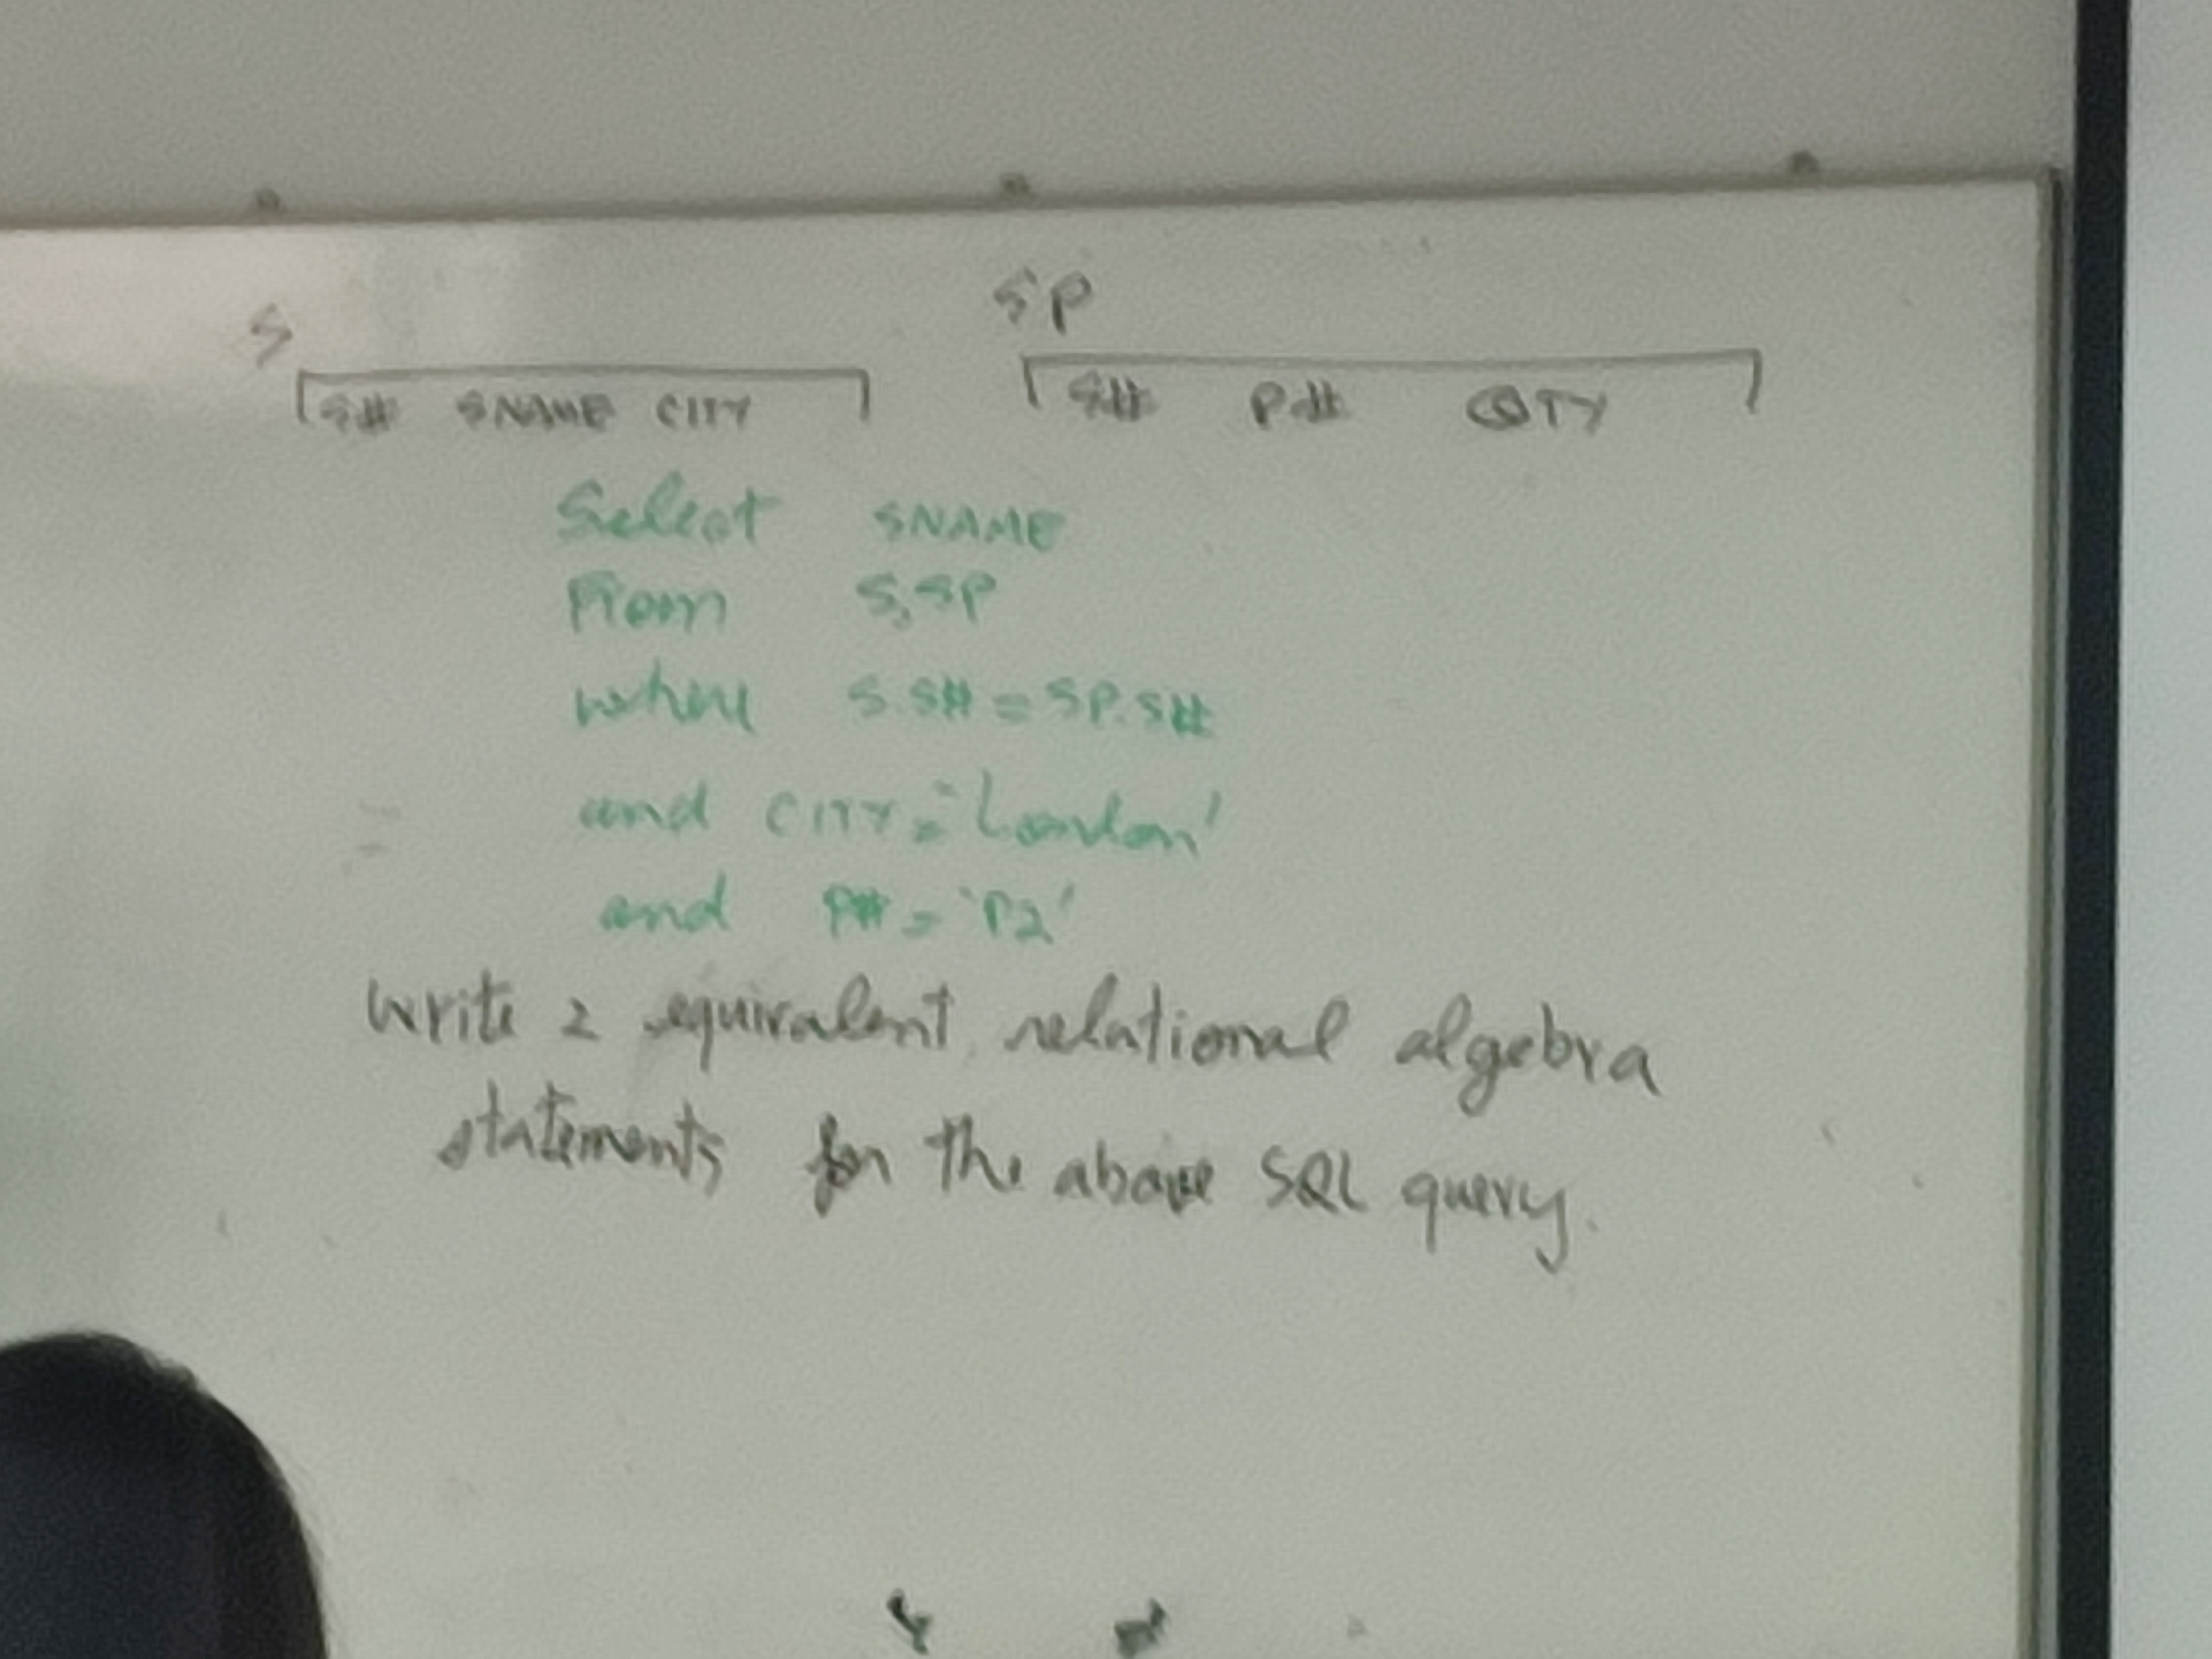 S
SP
S# SNAME CITY
S# P# QTY
Select SNAME
From S,SP
where S.S# = SP.S#
and CITY = 'London'
and P# = 'P2'
Write 2 equivalent relational algebra
statements for the above SQL query.